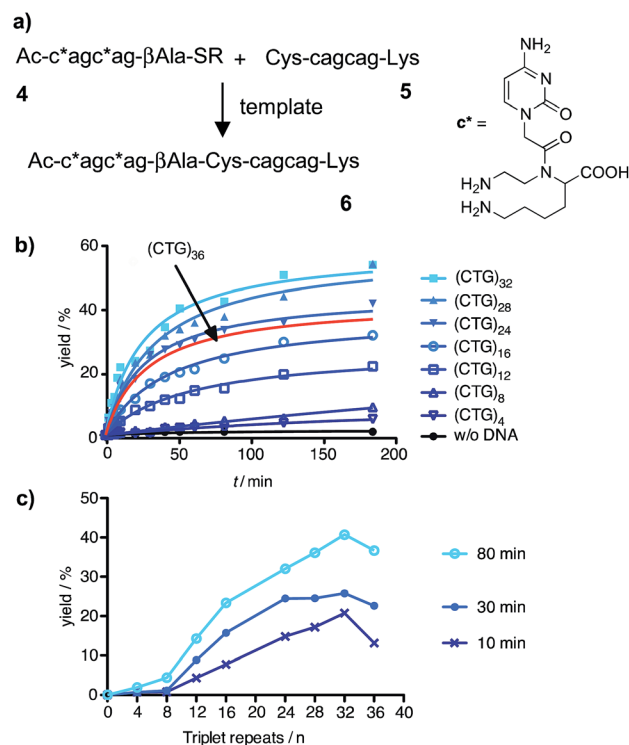 a)
Ac-c*agc*ag-βAla-SR + Cys-cagcag-Lys
4
5
template
Ac-c*agc*ag-βAla-Cys-cagcag-Lys
6
c* =
NH2
N
N
O
O
H2N
N
COOH
H2N
b)
yield / %
60
40
20
0
0 50 100 150 200
t / min
(CTG)36
(CTG)32
(CTG)28
(CTG)24
(CTG)16
(CTG)12
(CTG)8
(CTG)4
w/o DNA
c)
yield / %
50
40
30
20
10
0
0 4 8 12 16 20 24 28 32 36 40
Triplet repeats / n
80 min
30 min
10 min